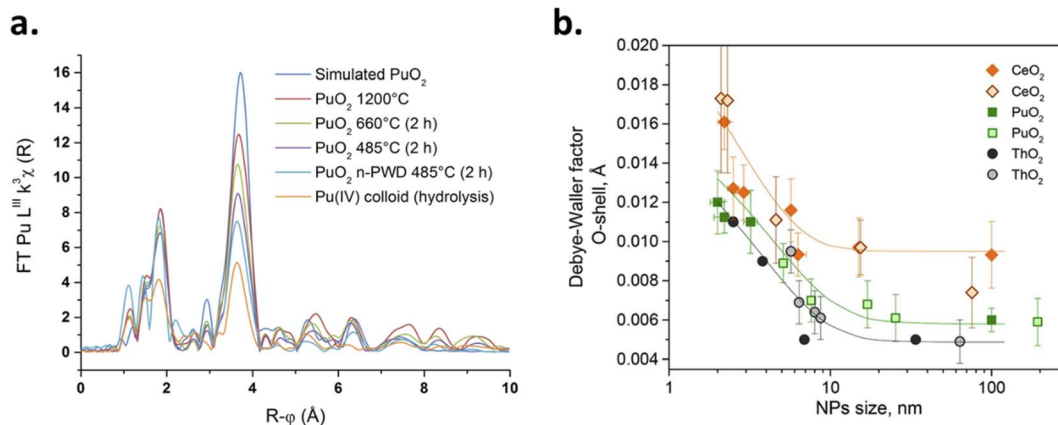 a.
FT Pu L^III k³χ (R)
16
14
12
10
8
6
4
2
0
0
2
4
6
8
10
R-φ (Å)
Simulated PuO₂
PuO₂ 1200°C
PuO₂ 660°C (2 h)
PuO₂ 485°C (2 h)
PuO₂ n-PWD 485°C (2 h)
Pu(IV) colloid (hydrolysis)
b.
Debye-Waller factor
O-shell, Å
0.020
0.018
0.016
0.014
0.012
0.010
0.008
0.006
0.004
1
10
100
NPs size, nm
CeO₂
CeO₂
PuO₂
PuO₂
ThO₂
ThO₂